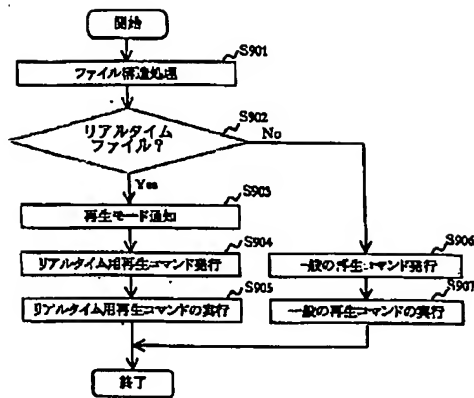 開始
S901
ファイル構造処理
S902
リアルタイム
ファイル？
No
Yes
S903
再生モード通知
S904
リアルタイム用再生コマンド発行
S906
一般の再生コマンド発行
S905
リアルタイム用再生コマンドの実行
S907
一般の再生コマンドの実行
終了